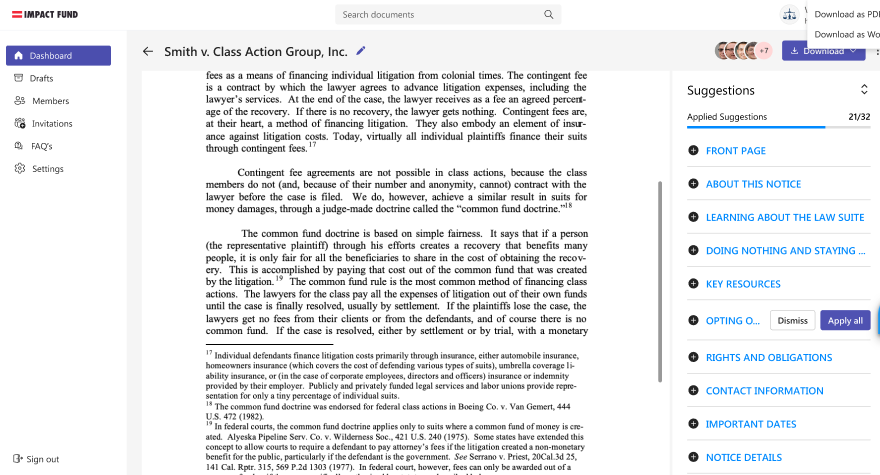 IMPACT FUND
Search documents
Download as PD
Download as Wo
Dashboard
Drafts
Members
Invitations
FAQ's
Settings
Sign out
Smith v. Class Action Group, Inc.
+7
Download
fees as a means of financing individual litigation from colonial times. The contingent fee
is a contract by which the lawyer agrees to advance litigation expenses, including the
lawyer's services. At the end of the case, the lawyer receives as a fee an agreed percent-
age of the recovery. If there is no recovery, the lawyer gets nothing. Contingent fees are,
at their heart, a method of financing litigation. They also embody an element of insur-
ance against litigation costs. Today, virtually all individual plaintiffs finance their suits
through contingent fees.17
Contingent fee agreements are not possible in class actions, because the class
members do not (and, because of their number and anonymity, cannot) contract with the
lawyer before the case is filed. We do, however, achieve a similar result in suits for
money damages, through a judge-made doctrine called the “common fund doctrine.”18
The common fund doctrine is based on simple fairness. It says that if a person
(the representative plaintiff) through his efforts creates a recovery that benefits many
people, it is only fair for all the beneficiaries to share in the cost of obtaining the recov-
ery. This is accomplished by paying that cost out of the common fund that was created
by the litigation.19 The common fund rule is the most common method of financing class
actions. The lawyers for the class pay all the expenses of litigation out of their own funds
until the case is finally resolved, usually by settlement. If the plaintiffs lose the case, the
lawyers get no fees from their clients or from the defendants, and of course there is no
common fund. If the case is resolved, either by settlement or by trial, with a monetary
17 Individual defendants finance litigation costs primarily through insurance, either automobile insurance,
homeowners insurance (which covers the cost of defending various types of suits), umbrella coverage li-
ability insurance, or (in the case of corporate employees, directors and officers) insurance or indemnity
provided by their employer. Publicly and privately funded legal services and labor unions provide repre-
sentation for only a tiny percentage of individual suits.
18 The common fund doctrine was endorsed for federal class actions in Boeing Co. v. Van Gemert, 444
U.S. 472 (1982).
19 In federal courts, the common fund doctrine applies only to suits where a common fund of money is cre-
ated. Alyeska Pipeline Serv. Co. v. Wilderness Soc., 421 U.S. 240 (1975). Some states have extended this
concept to allow courts to require a defendant to pay attorney's fees if the litigation created a non-monetary
benefit for the public, particularly if the defendant is the government. See Serrano v. Priest, 20Cal.3d 25,
141 Cal. Rptr. 315, 569 P.2d 1303 (1977). In federal court, however, fees can only be awarded out of a
Suggestions
Applied Suggestions
21/32
FRONT PAGE
ABOUT THIS NOTICE
LEARNING ABOUT THE LAW SUITE
DOING NOTHING AND STAYING ...
KEY RESOURCES
OPTING O...
Dismiss
Apply all
RIGHTS AND OBLIGATIONS
CONTACT INFORMATION
IMPORTANT DATES
NOTICE DETAILS